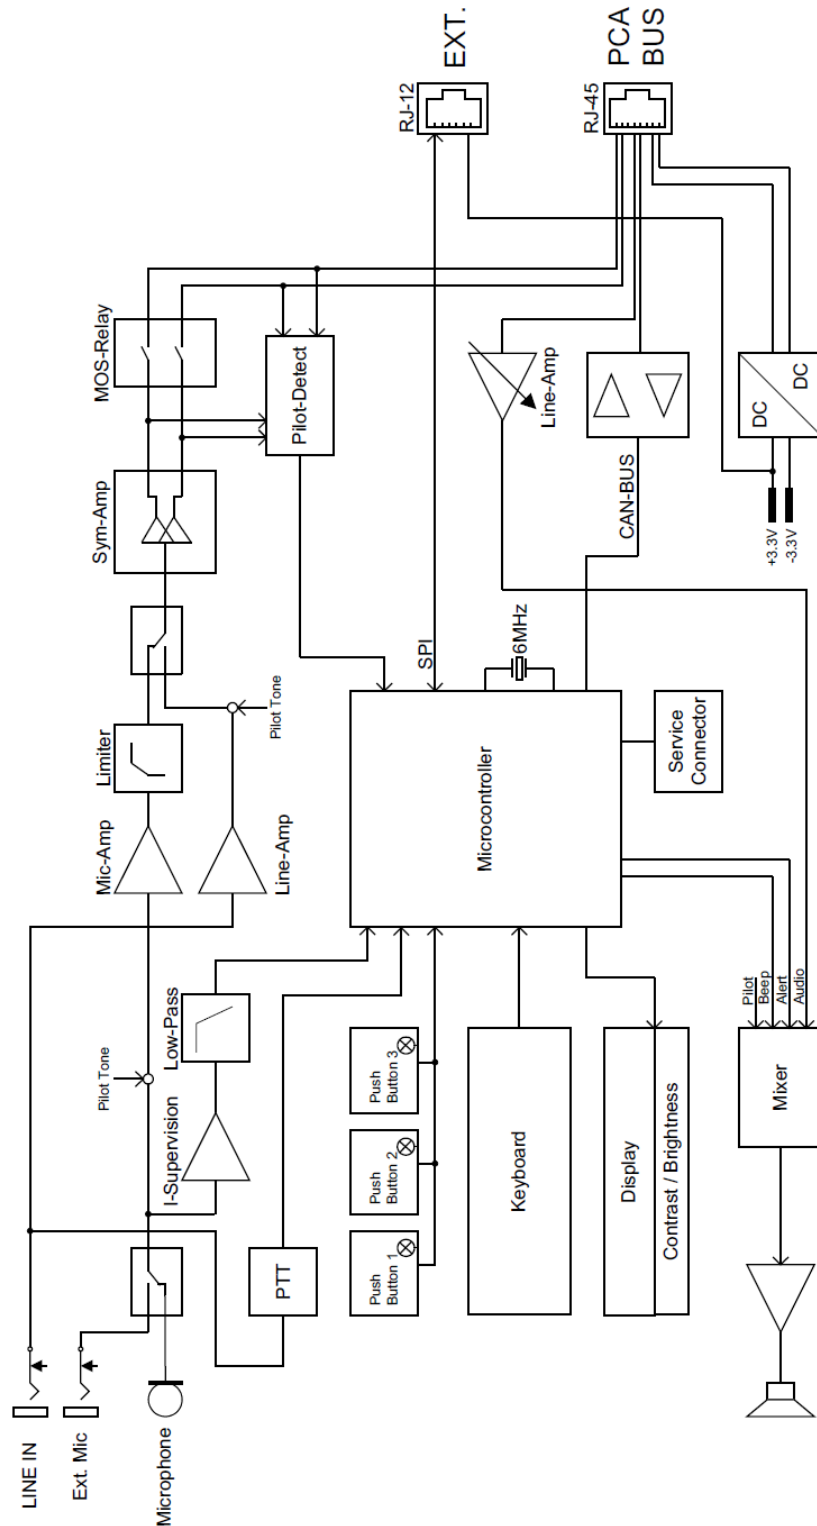 LINE IN
Ext. Mic
Microphone
Pilot Tone
I-Supervision
Low-Pass
PTT
Mic-Amp
Line-Amp
Limiter
Pilot Tone
Sym-Amp
MOS-Relay
Pilot-Detect
RJ-12
EXT.
RJ-45
PCA
BUS
Push
Button 1
Push
Button 2
Push
Button 3
Keyboard
Display
Contrast / Brightness
Microcontroller
SPI
6MHz
Service
Connector
Line-Amp
CAN-BUS
DC
DC
+3.3V
-3.3V
Pilot
Beep
Alert
Audio
Mixer